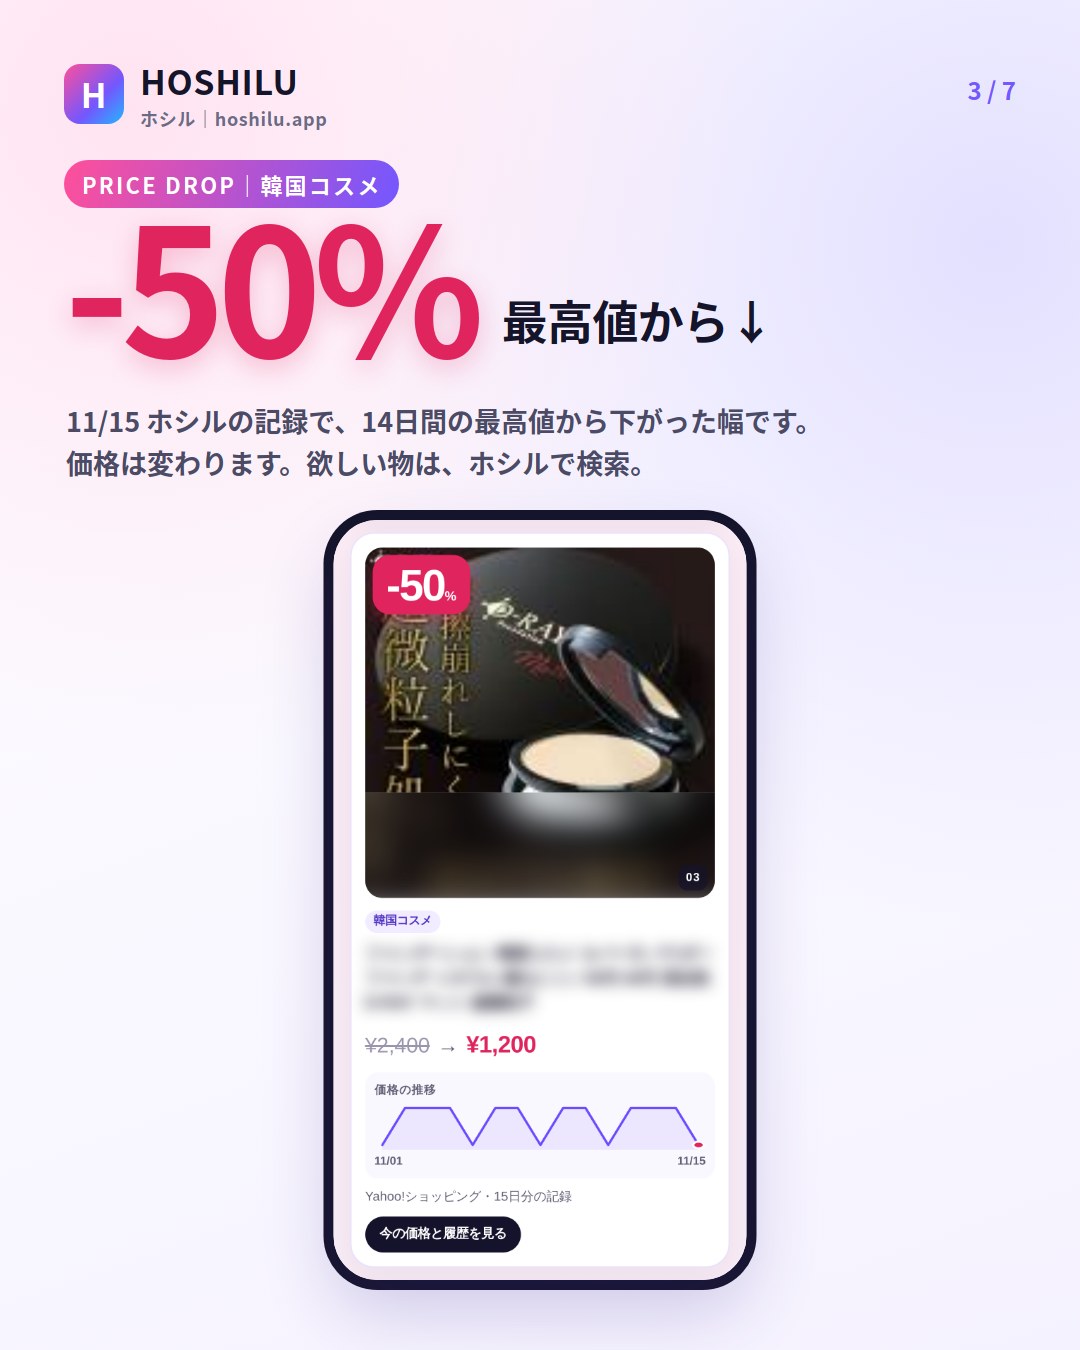 H
HOSHILU
ホシル｜hoshilu.app
3 / 7
PRICE DROP｜韓国コスメ
-50%
最高値から↓
11/15 ホシルの記録で、14日間の最高値から下がった幅です。
価格は変わります。欲しい物は、ホシルで検索。
-50%
擦崩れしにく
微粒子
03
韓国コスメ
¥2,400 → ¥1,200
価格の推移
11/01
11/15
Yahoo!ショッピング・15日分の記録
今の価格と履歴を見る